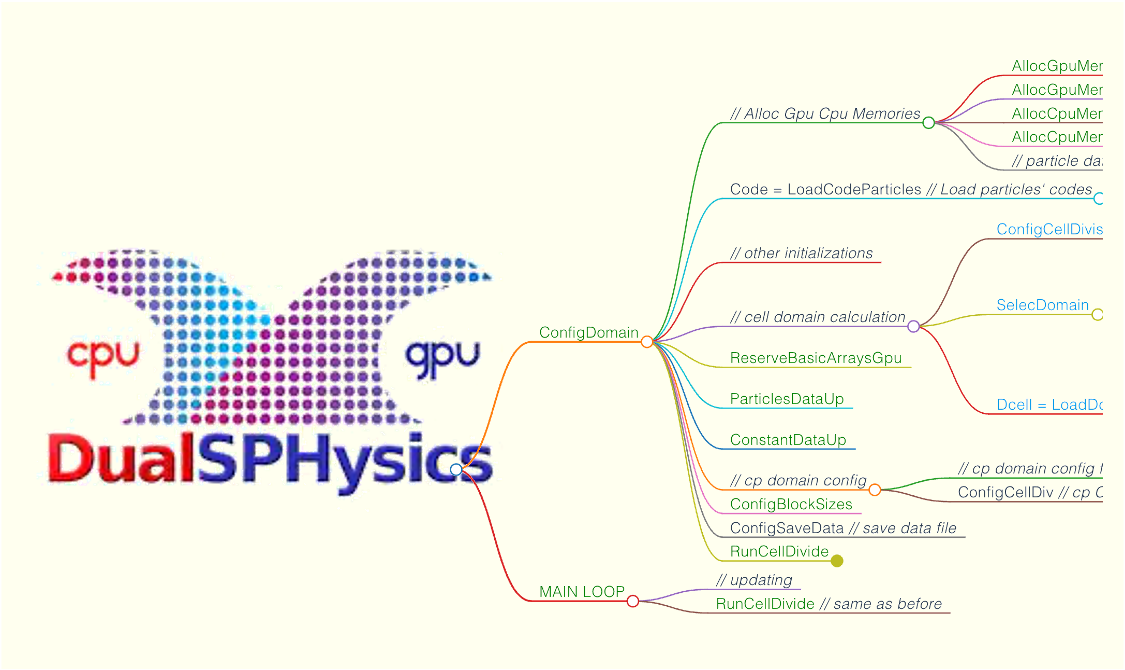 cpu
gpu
DualSPHysics
ConfigDomain
// Alloc Gpu Cpu Memories
AllocGpuMer
AllocGpuMer
AllocCpuMer
AllocCpuMer
// particle da
Code = LoadCodeParticles // Load particles' codes
// other initializations
// cell domain calculation
ConfigCellDivis
SelecDomain
Dcell = LoadDo
ReserveBasicArraysGpu
ParticlesDataUp
ConstantDataUp
// cp domain config
// cp domain config
ConfigCellDiv // cp C
ConfigBlockSizes
ConfigSaveData // save data file
RunCellDivide
MAIN LOOP
// updating
RunCellDivide // same as before